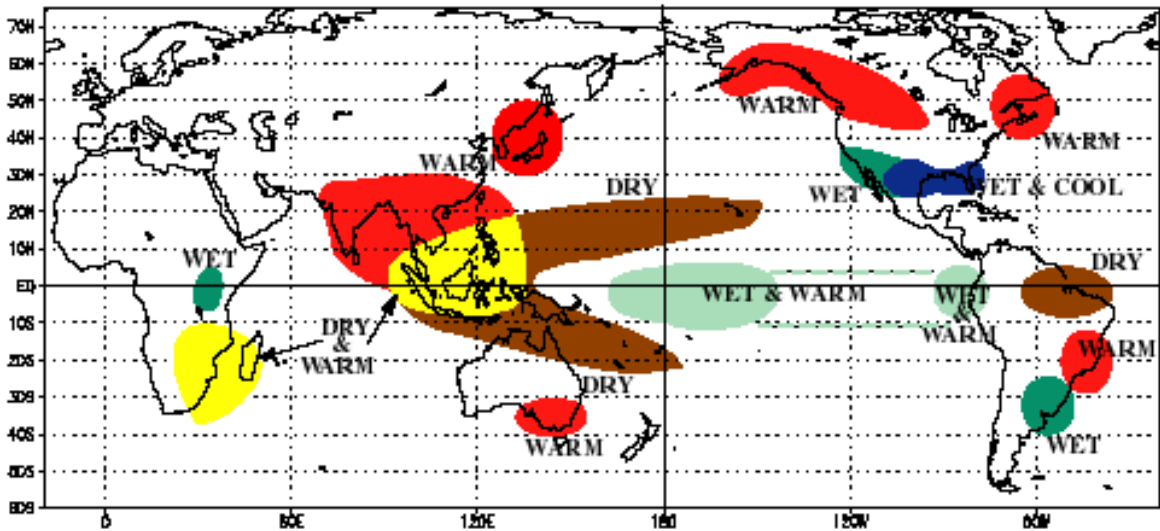 70N
60N
WARM
50N
WARM
40N
WARM
30N
DRY
WET
WET & COOL
20N
10N
WET
DRY
EQ
WET & WARM
WET
&
WARM
10S
DRY
&
WARM
WARM
20S
DRY
30S
40S
WARM
WET
50S
60S
0
60E
120E
180
120W
60W